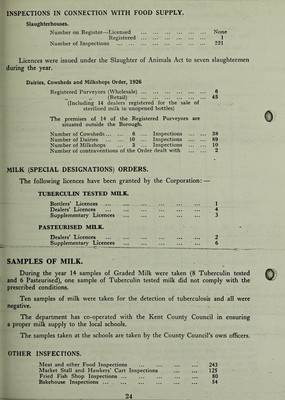 INSPECTIONS IN CONNECTION WITH FOOD SUPPLY.
Slaughterhouses.
Number on Register—Licensed ... ... ... ... ... ... None
Registered ... ... ... ... ... ... 1
Number of Inspections ... ... ... ... ... ... ... 221
Licences were issued under the Slaughter of Animals Act to seven slaughtermen
during the year.
Dairies, Cowsheds and Milkshops Order, 1926
Registered Purveyors (Wholesale) ... ... ... ... ... 6
" " (Retail) ... ... ... ... ... 45
(Including 14 dealers registered for the sale of
sterilised milk in unopened bottles)
The premises of 14 of the Registered Purveyors are
situated outside the Borough.
Number of Cowsheds ... ... 6 ... Inspections ... ... 38
Number of Dairies ... ... 10 ... Inspections ... ... 89
Number of Milkshops ... 3 ... Inspections ... ... 10
Number of contraventions of the Order dealt with ... ... 2
MILK (SPECIAL DESIGNATIONS) ORDERS.
The following licences have been granted by the Corporation:—
TUBERCULIN TESTED MILK.
Bottlers' Licences ... ... ... ... ... ... ... 1
Dealers' Licences ... ... ... ... ... ... ... 4
Supplementary Licences ... ... ... ... ... ... 3
PASTEURISED MILK.
Dealers' Licences ... ... ... ... ... ... ... 2
Supplementary Licences ... ... ... ... ... ... 6
SAMPLES OF MILK.
During the year 14 samples of Graded Milk were taken (8 Tuberculin tested
and 6 Pasteurised), one sample of Tuberculin tested milk did not comply with the
prescribed conditions.
Ten samples of milk were taken for the detection of tuberculosis and all were
negative.
The department has co-operated with the Kent County Council in ensuring
a proper milk supply to the local schools.
The samples taken at the schools are taken by the County Council's own officers.
OTHER INSPECTIONS.
Meat and other Food Inspections ... ... ... ... 243
Market Stall and Hawkers' Cart Inspections ... ... ... 125
Fried Fish Shop Inspections ... ... ... ... ... ... 80
Bakehouse Inspections ... ... ... ... ... ... ... 54
24